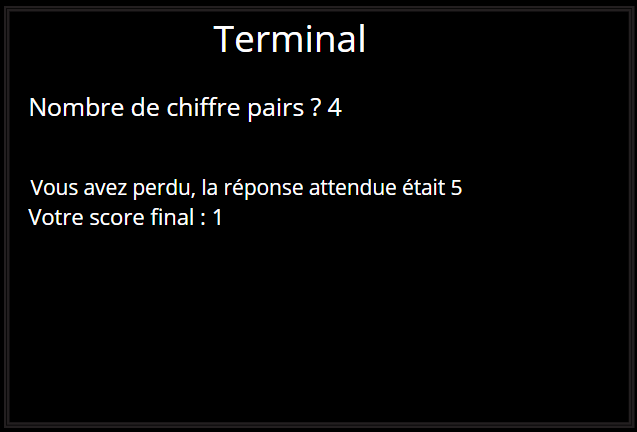 Terminal
Nombre de chiffre pairs ? 4
Vous avez perdu, la réponse attendue était 5
Votre score final : 1